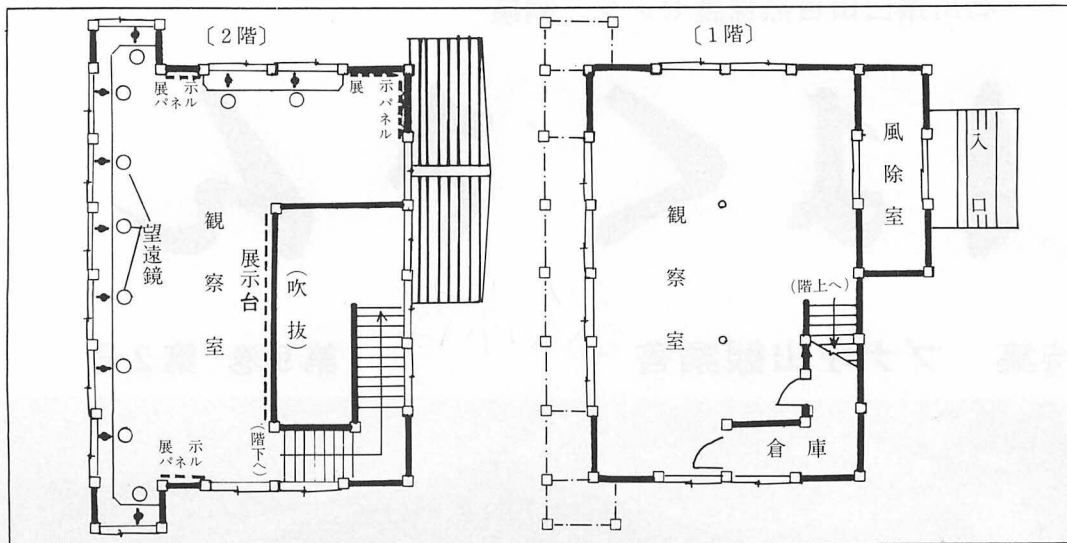 〔2階〕
展示パネル
展示パネル
望遠鏡
観察室
展示台
(吹抜)
展示パネル
(階下へ)
〔1階〕
風除室
入口
観察室
(階上へ)
倉庫